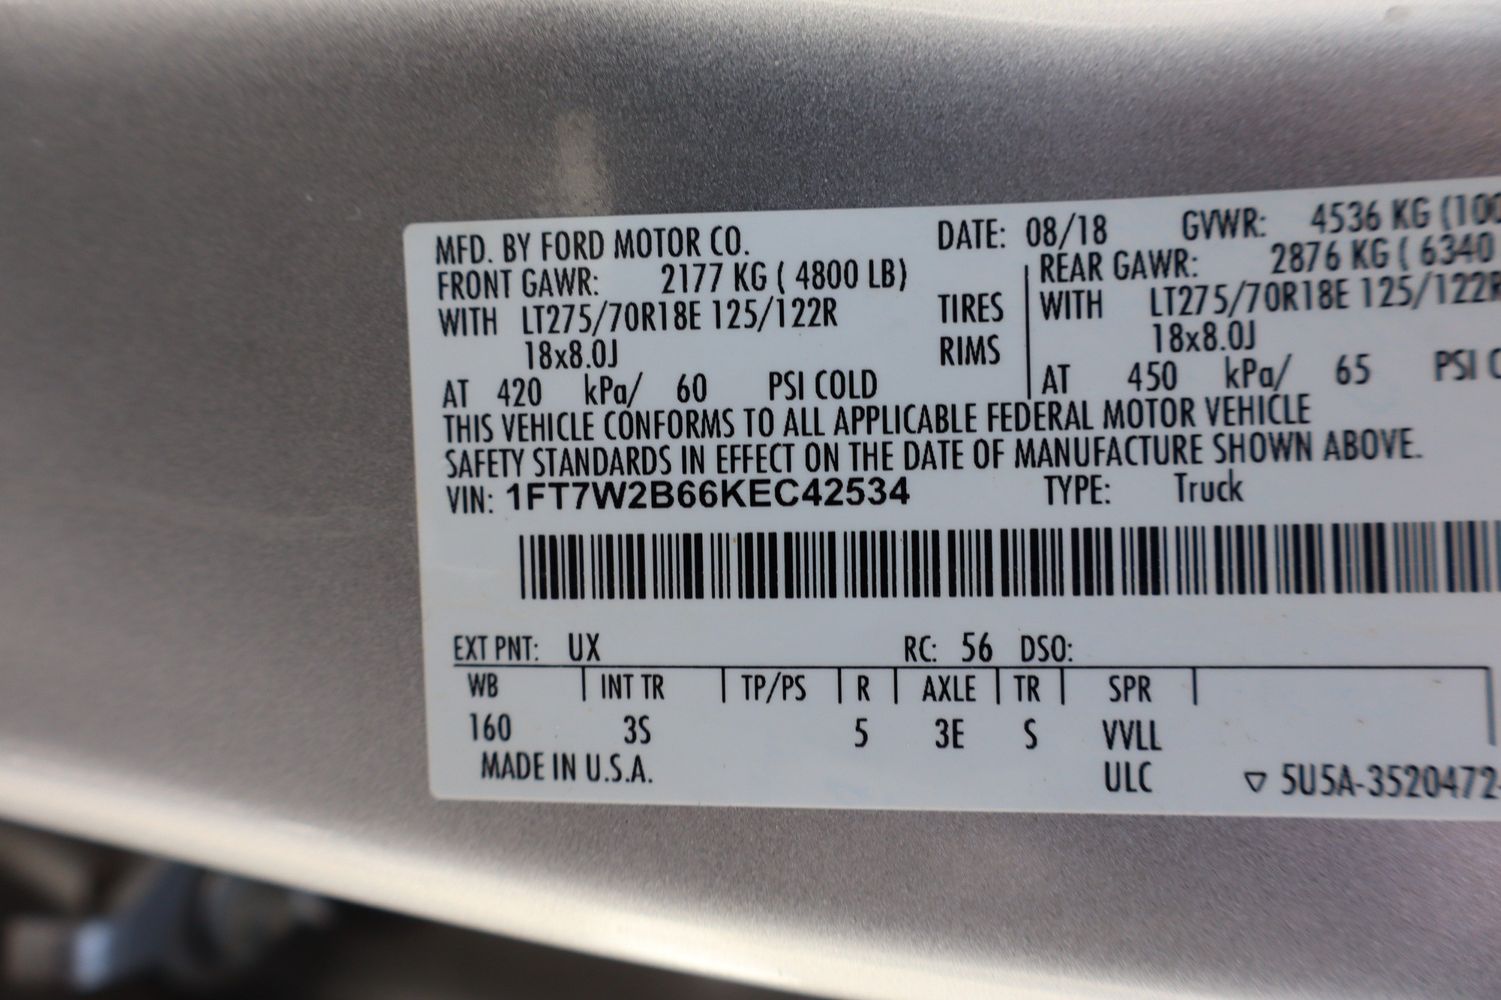 MFD. BY FORD MOTOR CO. DATE: 08/18 GVWR: 4536 KG (100
FRONT GAWR: 2177 KG ( 4800 LB) REAR GAWR: 2876 KG ( 6340
WITH LT275/70R18E 125/122R TIRES WITH LT275/70R18E 125/122R
18x8.0J RIMS 18x8.0J
AT 420 kPa/ 60 PSI COLD AT 450 kPa/ 65 PSI C
THIS VEHICLE CONFORMS TO ALL APPLICABLE FEDERAL MOTOR VEHICLE
SAFETY STANDARDS IN EFFECT ON THE DATE OF MANUFACTURE SHOWN ABOVE.
VIN: 1FT7W2B66KEC42534 TYPE: Truck
EXT PNT: UX RC: 56 DSO:
WB INT TR TP/PS R AXLE TR SPR
160 3S 5 3E S VVLL
MADE IN U.S.A. ULC ▽ 5U5A-3520472-